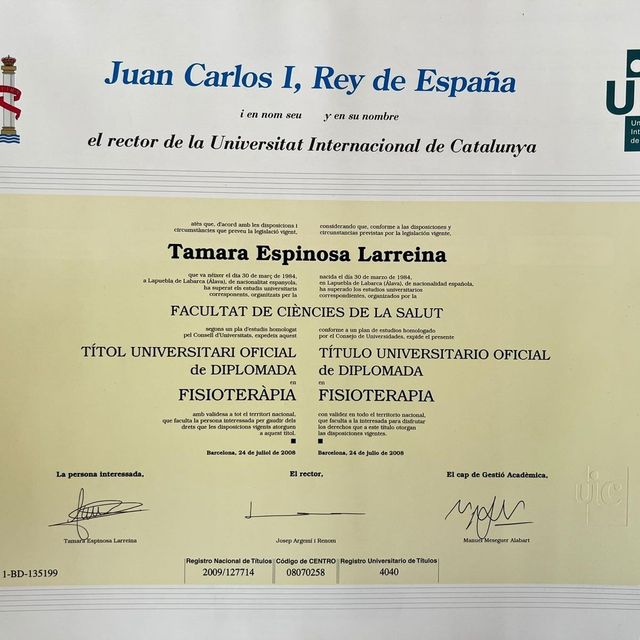 Juan Carlos I, Rey de España
i en nom seu y en su nombre
el rector de la Universitat Internacional de Catalunya
U
Un
Int
de
atès que, d'acord amb les disposicions i
circumstàncies que preveu la legislació vigent,
considerando que, conforme a las disposiciones y
circunstancias previstas por la legislación vigente,
Tamara Espinosa Larreina
que va néixer el dia 30 de març de 1984,
a Lapuebla de Labarca (Álava), de nacionalitat espanyola,
ha superat els estudis universitaris
corresponents, organitzats per la
nacida el día 30 de marzo de 1984,
en Lapuebla de Labarca (Álava), de nacionalidad española,
ha superado los estudios universitarios
correspondientes, organizados por la
FACULTAT DE CIÈNCIES DE LA SALUT
segons un pla d'estudis homologat
pel Consell d'Universitats, expedeix aquest
conforme a un plan de estudios homologado
por el Consejo de Universidades, expide el presente
TÍTOL UNIVERSITARI OFICIAL
de DIPLOMADA
en
FISIOTERÀPIA
TÍTULO UNIVERSITARIO OFICIAL
de DIPLOMADA
en
FISIOTERAPIA
amb validesa a tot el territori nacional,
que faculta la persona interessada per gaudir dels
drets que les disposicions vigents atorguen
a aquest títol.
con validez en todo el territorio nacional,
que faculta a la interesada para disfrutar
los derechos que a este título otorgan
las disposiciones vigentes.
Barcelona, 24 de juliol de 2008
Barcelona, 24 de julio de 2008
La persona interessada,
El rector,
El cap de Gestió Acadèmica,
uic
Tamara Espinosa Larreina
Josep Argemí i Renom
Manuel Meseguer Alabart
1-BD-135199
Registro Nacional de Títulos
2009/127714
Código de CENTRO
08070258
Registro Universitario de Títulos
4040